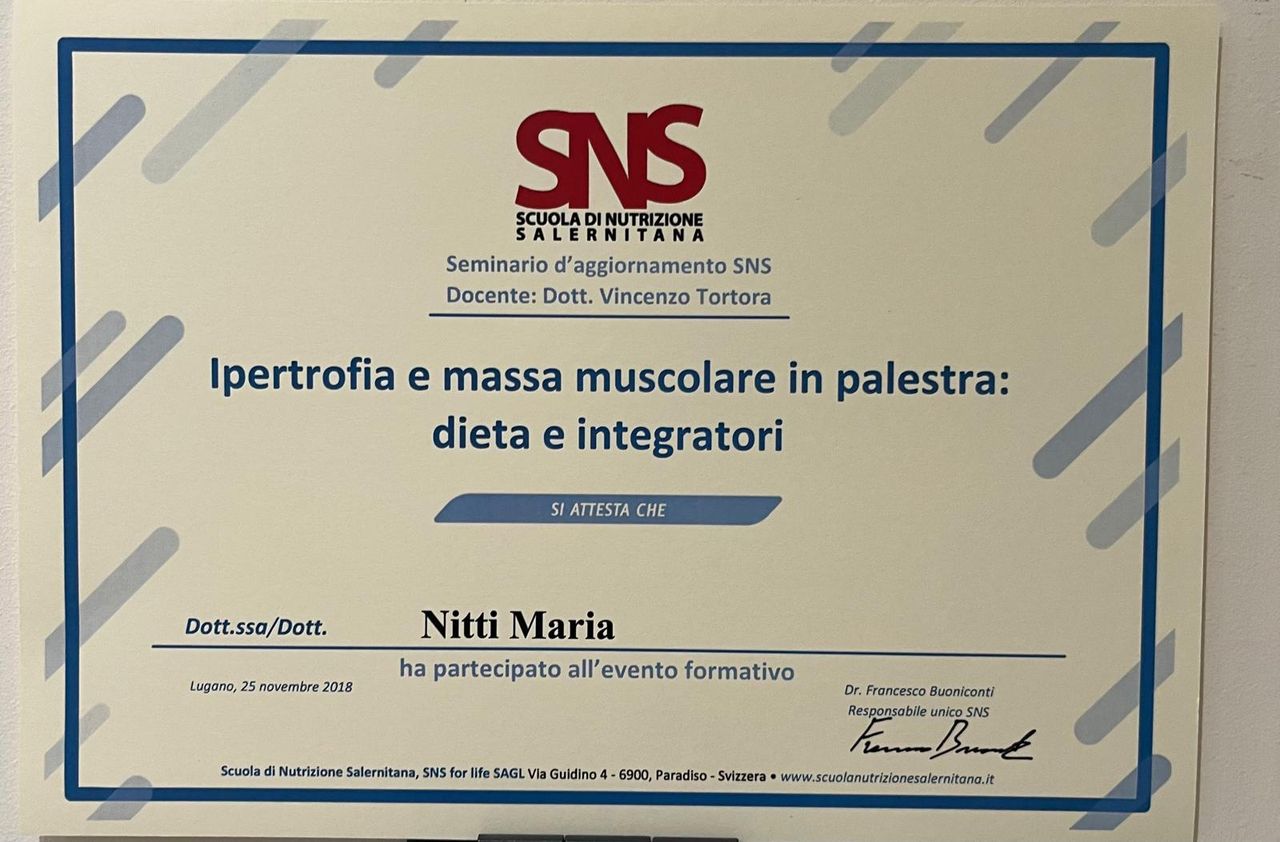 SNS
SCUOLA DI NUTRIZIONE
SALERNITANA
Seminario d'aggiornamento SNS
Docente: Dott. Vincenzo Tortora
Ipertrofia e massa muscolare in palestra:
dieta e integratori
SI ATTESTA CHE
Dott.ssa/Dott. Nitti Maria
ha partecipato all'evento formativo
Lugano, 25 novembre 2018
Dr. Francesco Buoniconti
Responsabile unico SNS
Scuola di Nutrizione Salernitana, SNS for life SAGL Via Guidino 4 - 6900, Paradiso - Svizzera • www.scuolanutrizionesalernitana.it